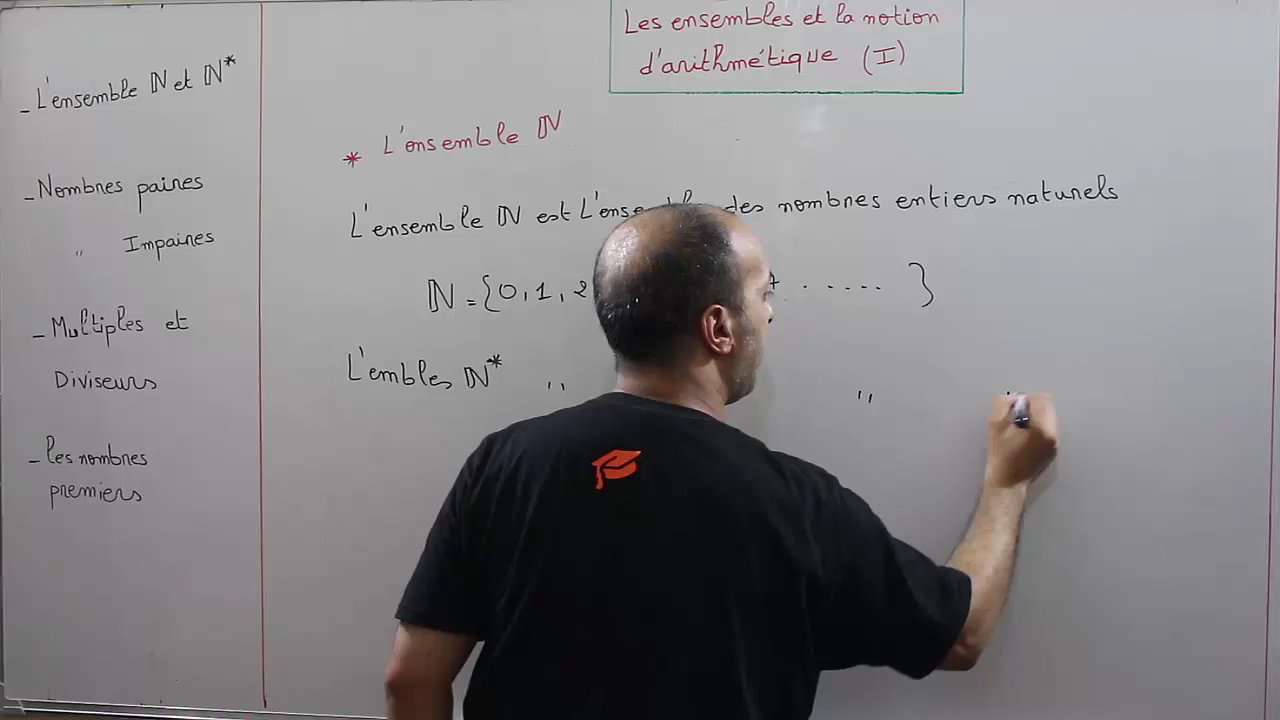 Les ensembles et la notion
d'arithmétique (I)
_ L'ensemble ℕ et ℕ*
_ Nombres paires
,, Impaires
_ Multiples et
Diviseurs
_ les nombres
premiers
* L'ensemble ℕ
L'ensemble ℕ est L'ense des nombres entiers naturels
ℕ = {0, 1, 2 ...... }
L'embles ℕ* ,, ,,